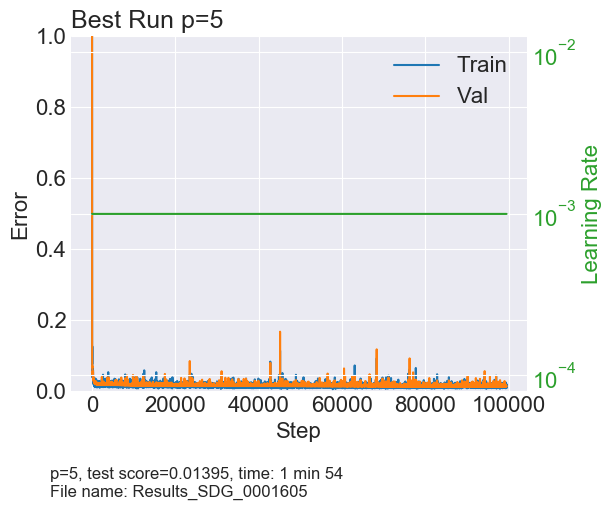 Best Run p=5
1.0
0.8
0.6
0.4
0.2
0.0
Error
Train
Val
10⁻²
10⁻³
10⁻⁴
Learning Rate
0 20000 40000 60000 80000 100000
Step
p=5, test score=0.01395, time: 1 min 54
File name: Results_SDG_0001605